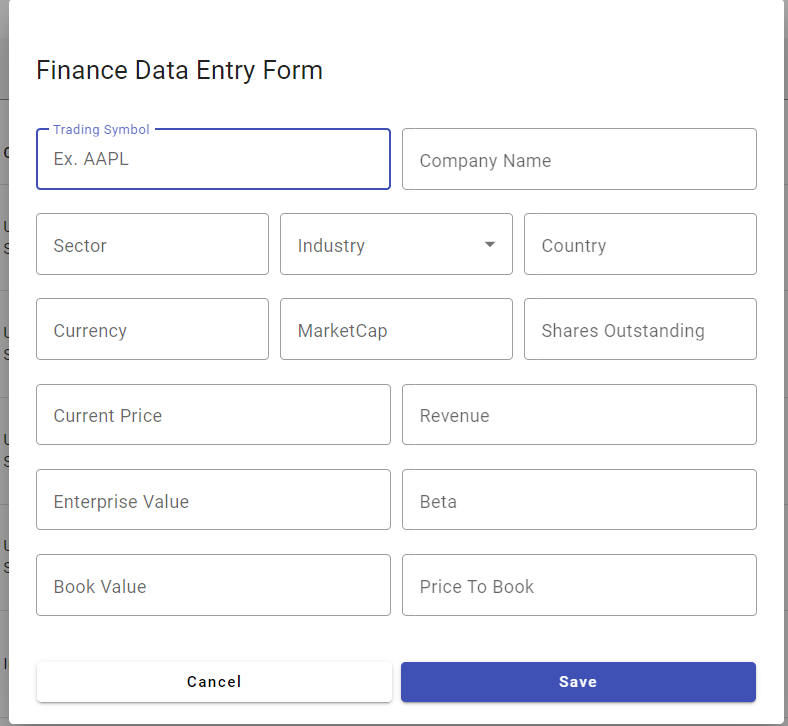 Finance Data Entry Form
Trading Symbol
Ex. AAPL
Company Name
Sector
Industry
Country
Currency
MarketCap
Shares Outstanding
Current Price
Revenue
Enterprise Value
Beta
Book Value
Price To Book
Cancel
Save